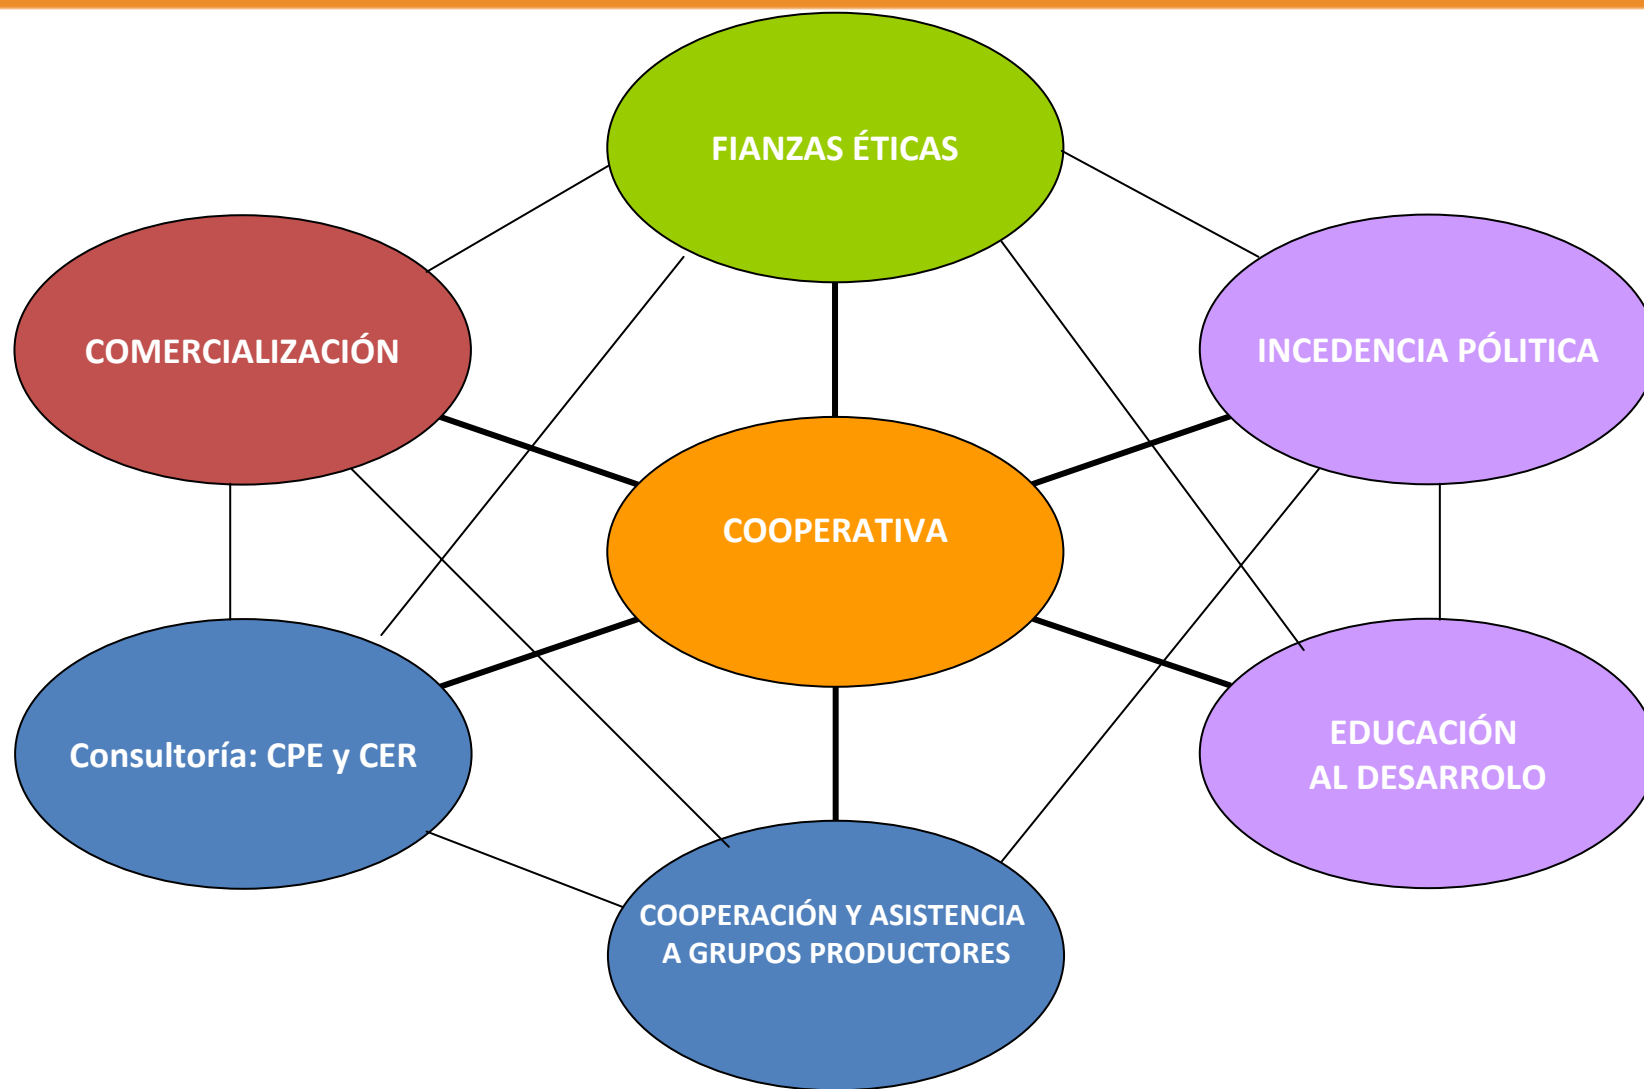 FIANZAS ÉTICAS
COMERCIALIZACIÓN
INCEDENCIA PÓLITICA
COOPERATIVA
Consultoría: CPE y CER
EDUCACIÓN
AL DESARROLO
COOPERACIÓN Y ASISTENCIA
A GRUPOS PRODUCTORES